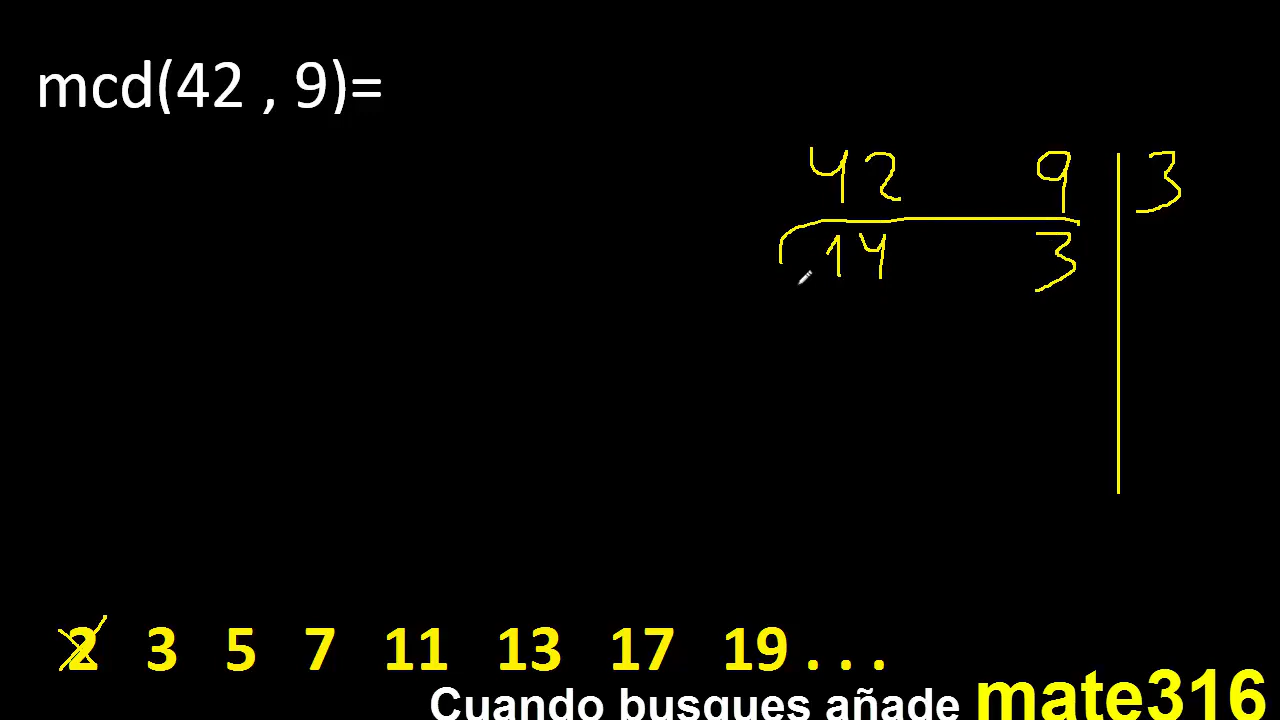 mcd(42 , 9)=
42 9 3
14 3
2 3 5 7 11 13 17 19 . . .
Cuando busques añade mate316